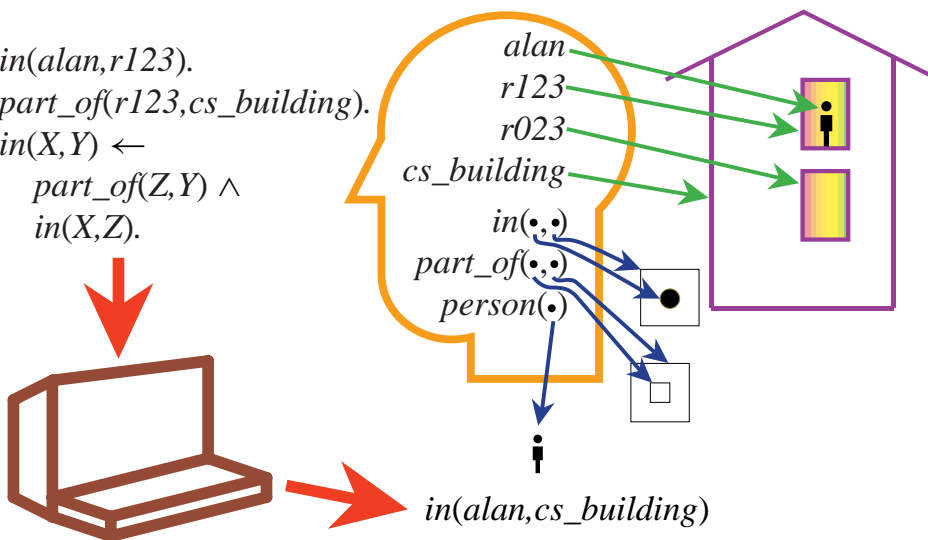 in(alan,r123).
part_of(r123,cs_building).
in(X,Y) ←
part_of(Z,Y) ∧
in(X,Z).
alan
r123
r023
cs_building
in(•,•)
part_of(•,•)
person(•)
in(alan,cs_building)